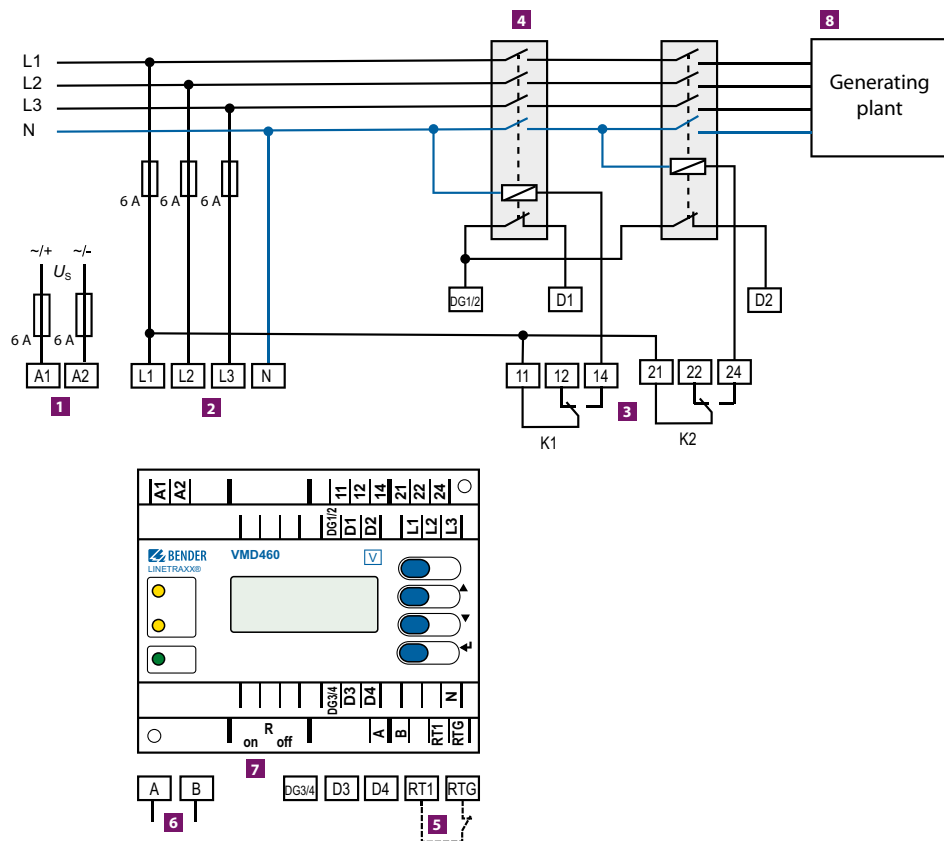 4
8
L1
L2
L3
N
Generating
plant
6 A
6 A
6 A
~/+
~/-
US
6 A
6 A
DG1/2
D1
D2
A1
A2
L1
L2
L3
N
11
12
14
21
22
24
1
2
3
K1
K2
A1
A2
11
12
14
21
22
24
DG1/2
D1
D2
L1
L2
L3
BENDER
LINETRAXX®
VMD460
V
DG3/4
D3
D4
N
R
on
off
A
B
RT1
RTG
7
A
B
DG3/4
D3
D4
RT1
RTG
6
5